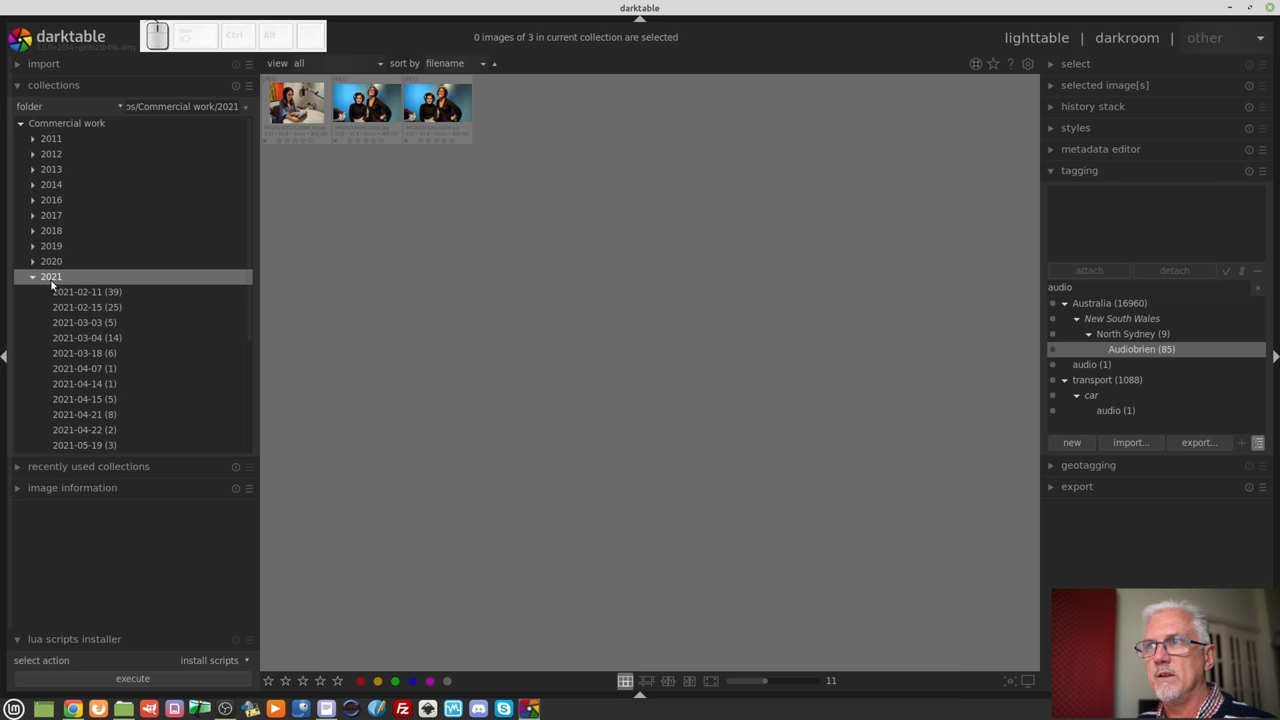 darktable
darktable
Ctrl
Alt
0 images of 3 in current collection are selected
lighttable | darkroom | other
import
view all
sort by filename
select
collections
selected image[s]
folder
os/Commercial work/2021
history stack
Commercial work
styles
2011
2012
metadata editor
2013
tagging
2014
2016
2017
2018
2019
2020
attach
detach
2021
audio
2021-02-11 (39)
Australia (16960)
2021-02-15 (25)
New South Wales
2021-03-03 (5)
North Sydney (9)
2021-03-04 (14)
Audiobrien (85)
2021-03-18 (6)
audio (1)
2021-04-07 (1)
transport (1088)
2021-04-14 (1)
car
2021-04-15 (5)
audio (1)
2021-04-21 (8)
2021-04-22 (2)
new
import...
export...
2021-05-19 (3)
recently used collections
geotagging
image information
export
lua scripts installer
select action
install scripts
execute
11